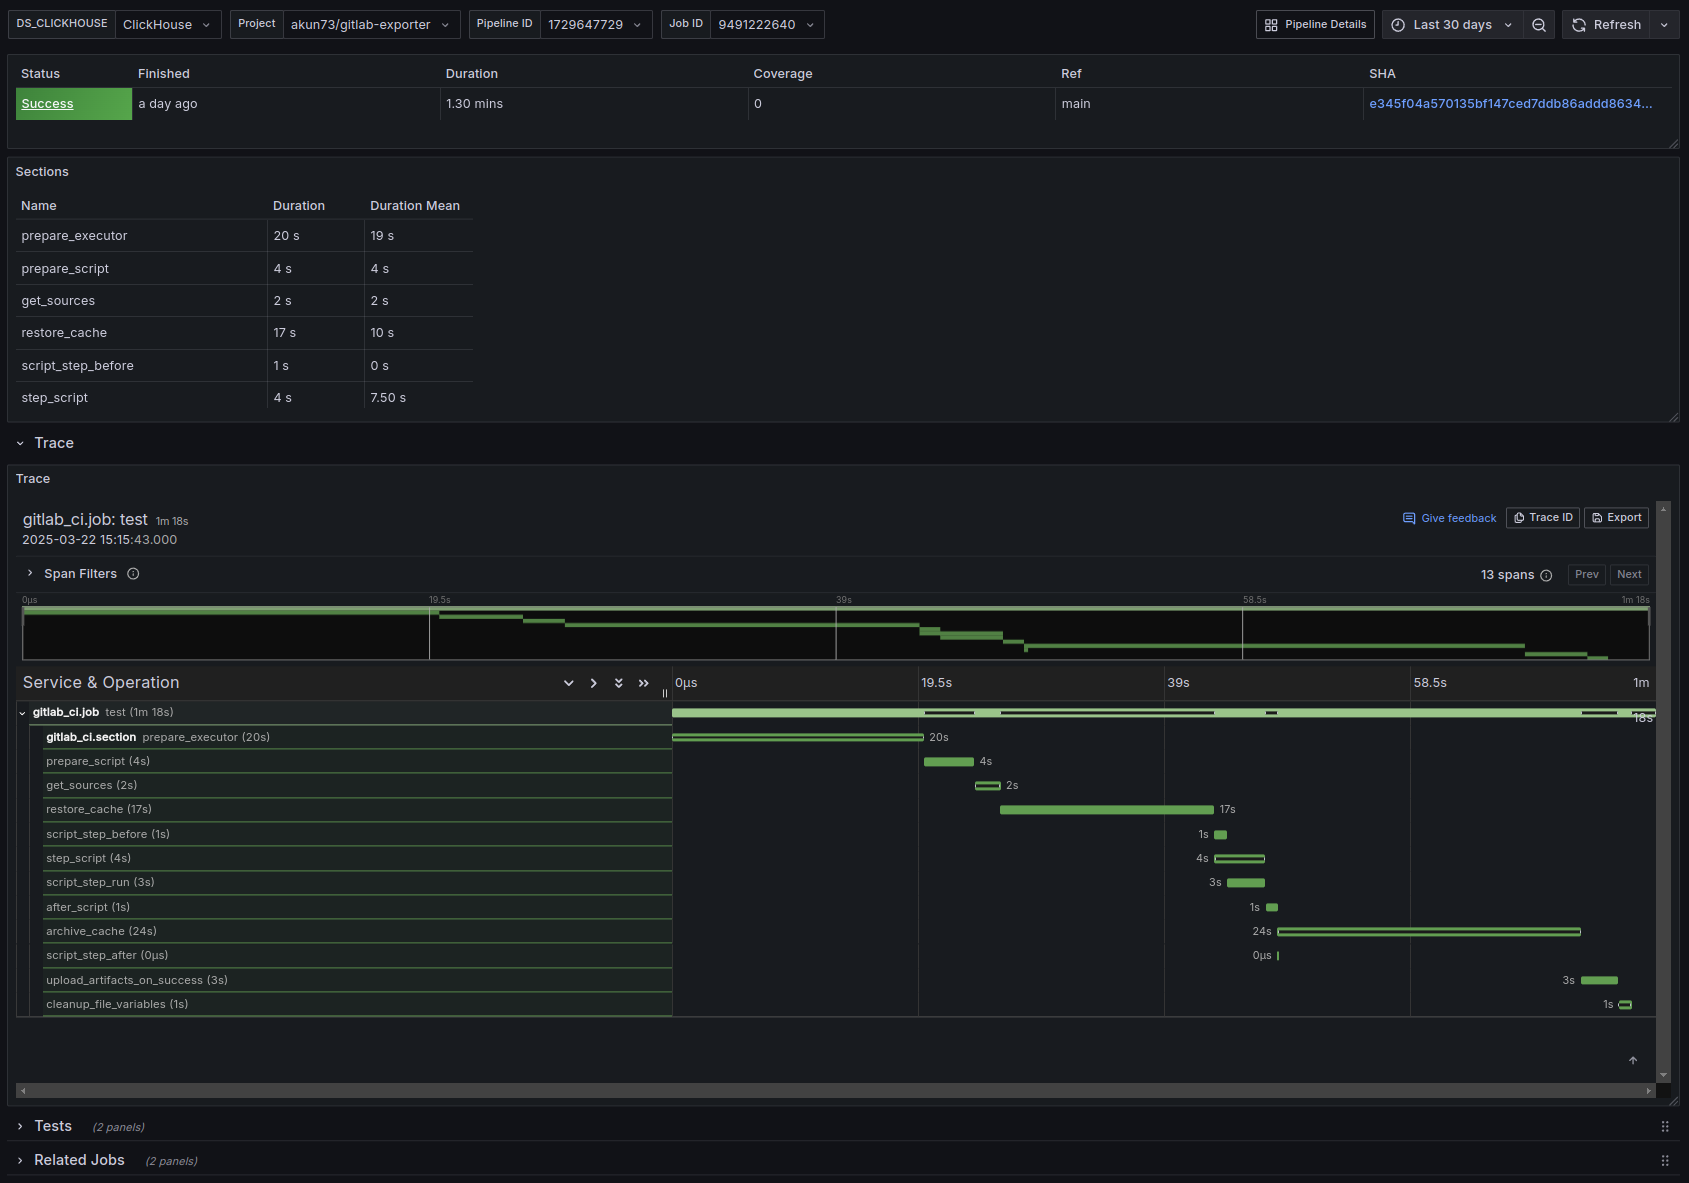 DS_CLICKHOUSE ClickHouse Project akun73/gitlab-exporter Pipeline ID 1729647729 Job ID 9491222640 Pipeline Details Last 30 days Refresh
Status Finished Duration Coverage Ref SHA
Success a day ago 1.30 mins 0 main e345f04a570135bf147ced7ddb86addd8634...
Sections
Name Duration Duration Mean
prepare_executor 20 s 19 s
prepare_script 4 s 4 s
get_sources 2 s 2 s
restore_cache 17 s 10 s
script_step_before 1 s 0 s
step_script 4 s 7.50 s
Trace
Trace
gitlab_ci.job: test 1m 18s Give feedback Trace ID Export
2025-03-22 15:15:43.000
Span Filters 13 spans Prev Next
0μs 19.5s 39s 58.5s 1m 18s
Service & Operation 0μs 19.5s 39s 58.5s 1m
18s
gitlab_ci.job test (1m 18s)
gitlab_ci.section prepare_executor (20s) 20s
prepare_script (4s) 4s
get_sources (2s) 2s
restore_cache (17s) 17s
script_step_before (1s) 1s
step_script (4s) 4s
script_step_run (3s) 3s
after_script (1s) 1s
archive_cache (24s) 24s
script_step_after (0μs) 0μs
upload_artifacts_on_success (3s) 3s
cleanup_file_variables (1s) 1s
Tests (2 panels)
Related Jobs (2 panels)